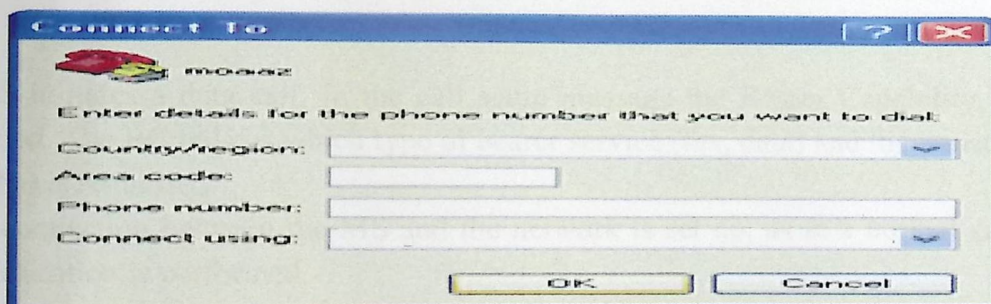 Connect To
moaaz
Enter details for the phone number that you want to dial:
Country/region:
Area code:
Phone number:
Connect using:
OK
Cancel